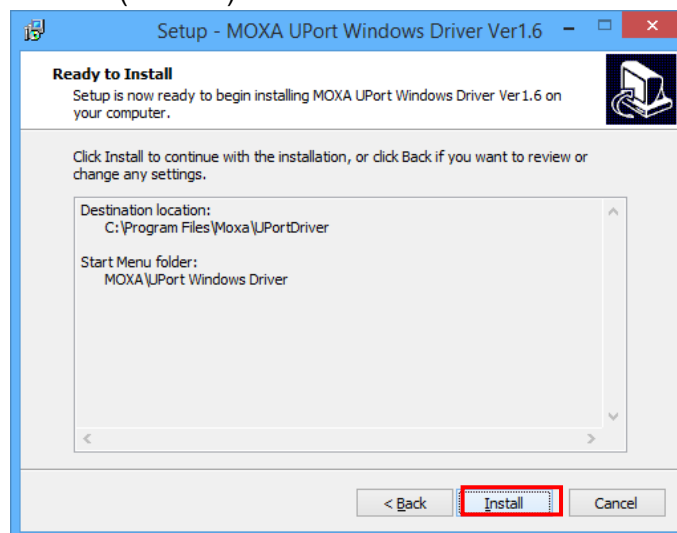 Setup - MOXA UPort Windows Driver Ver1.6
Ready to Install
Setup is now ready to begin installing MOXA UPort Windows Driver Ver1.6 on
your computer.
Click Install to continue with the installation, or click Back if you want to review or
change any settings.
Destination location:
C:\Program Files\Moxa\UPortDriver
Start Menu folder:
MOXA\UPort Windows Driver
< Back
Install
Cancel